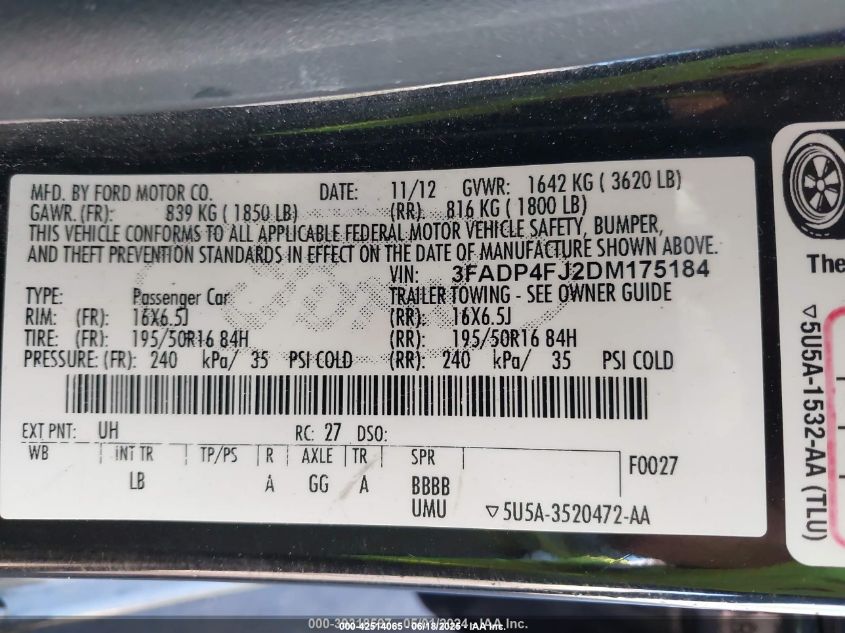 MFD. BY FORD MOTOR CO. DATE: 11/12 GVWR: 1642 KG ( 3620 LB)
GAWR. (FR): 839 KG ( 1850 LB) (RR): 816 KG ( 1800 LB)
THIS VEHICLE CONFORMS TO ALL APPLICABLE FEDERAL MOTOR VEHICLE SAFETY, BUMPER,
AND THEFT PREVENTION STANDARDS IN EFFECT ON THE DATE OF MANUFACTURE SHOWN ABOVE.
VIN: 3FADP4FJ2DM175184
TYPE: Passenger Car TRAILER TOWING - SEE OWNER GUIDE
RIM: (FR): 16X6.5J (RR): 16X6.5J
TIRE: (FR): 195/50R16 84H (RR): 195/50R16 84H
PRESSURE: (FR): 240 kPa/ 35 PSI COLD (RR): 240 kPa/ 35 PSI COLD
EXT PNT: UH RC: 27 DSO:
WB INT TR TP/PS R AXLE TR SPR F0027
LB A GG A BBBB
UMU ▽5U5A-3520472-AA
The
▽5U5A-1532-AA (TLU)
42514065 06/18/2025 IAAI/COM.